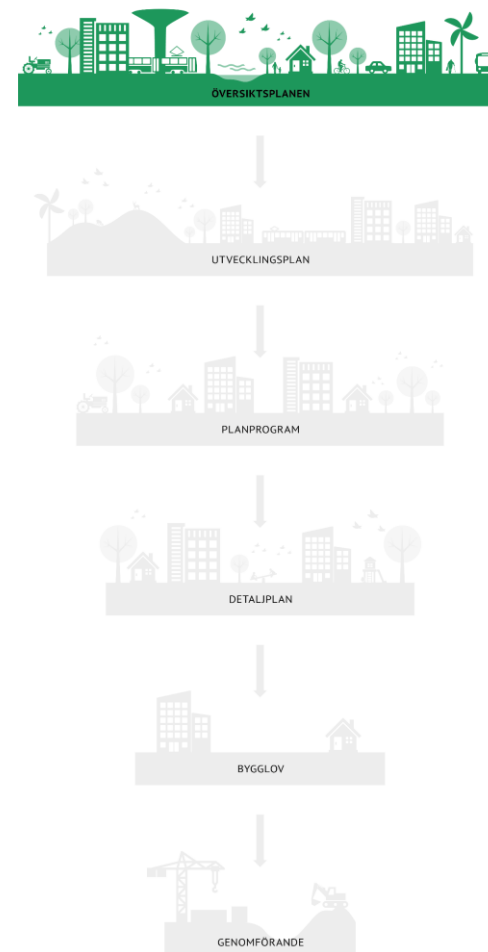 ÖVERSIKTSPLANEN
UTVECKLINGSPLAN
PLANPROGRAM
DETALJPLAN
BYGGLOV
GENOMFÖRANDE